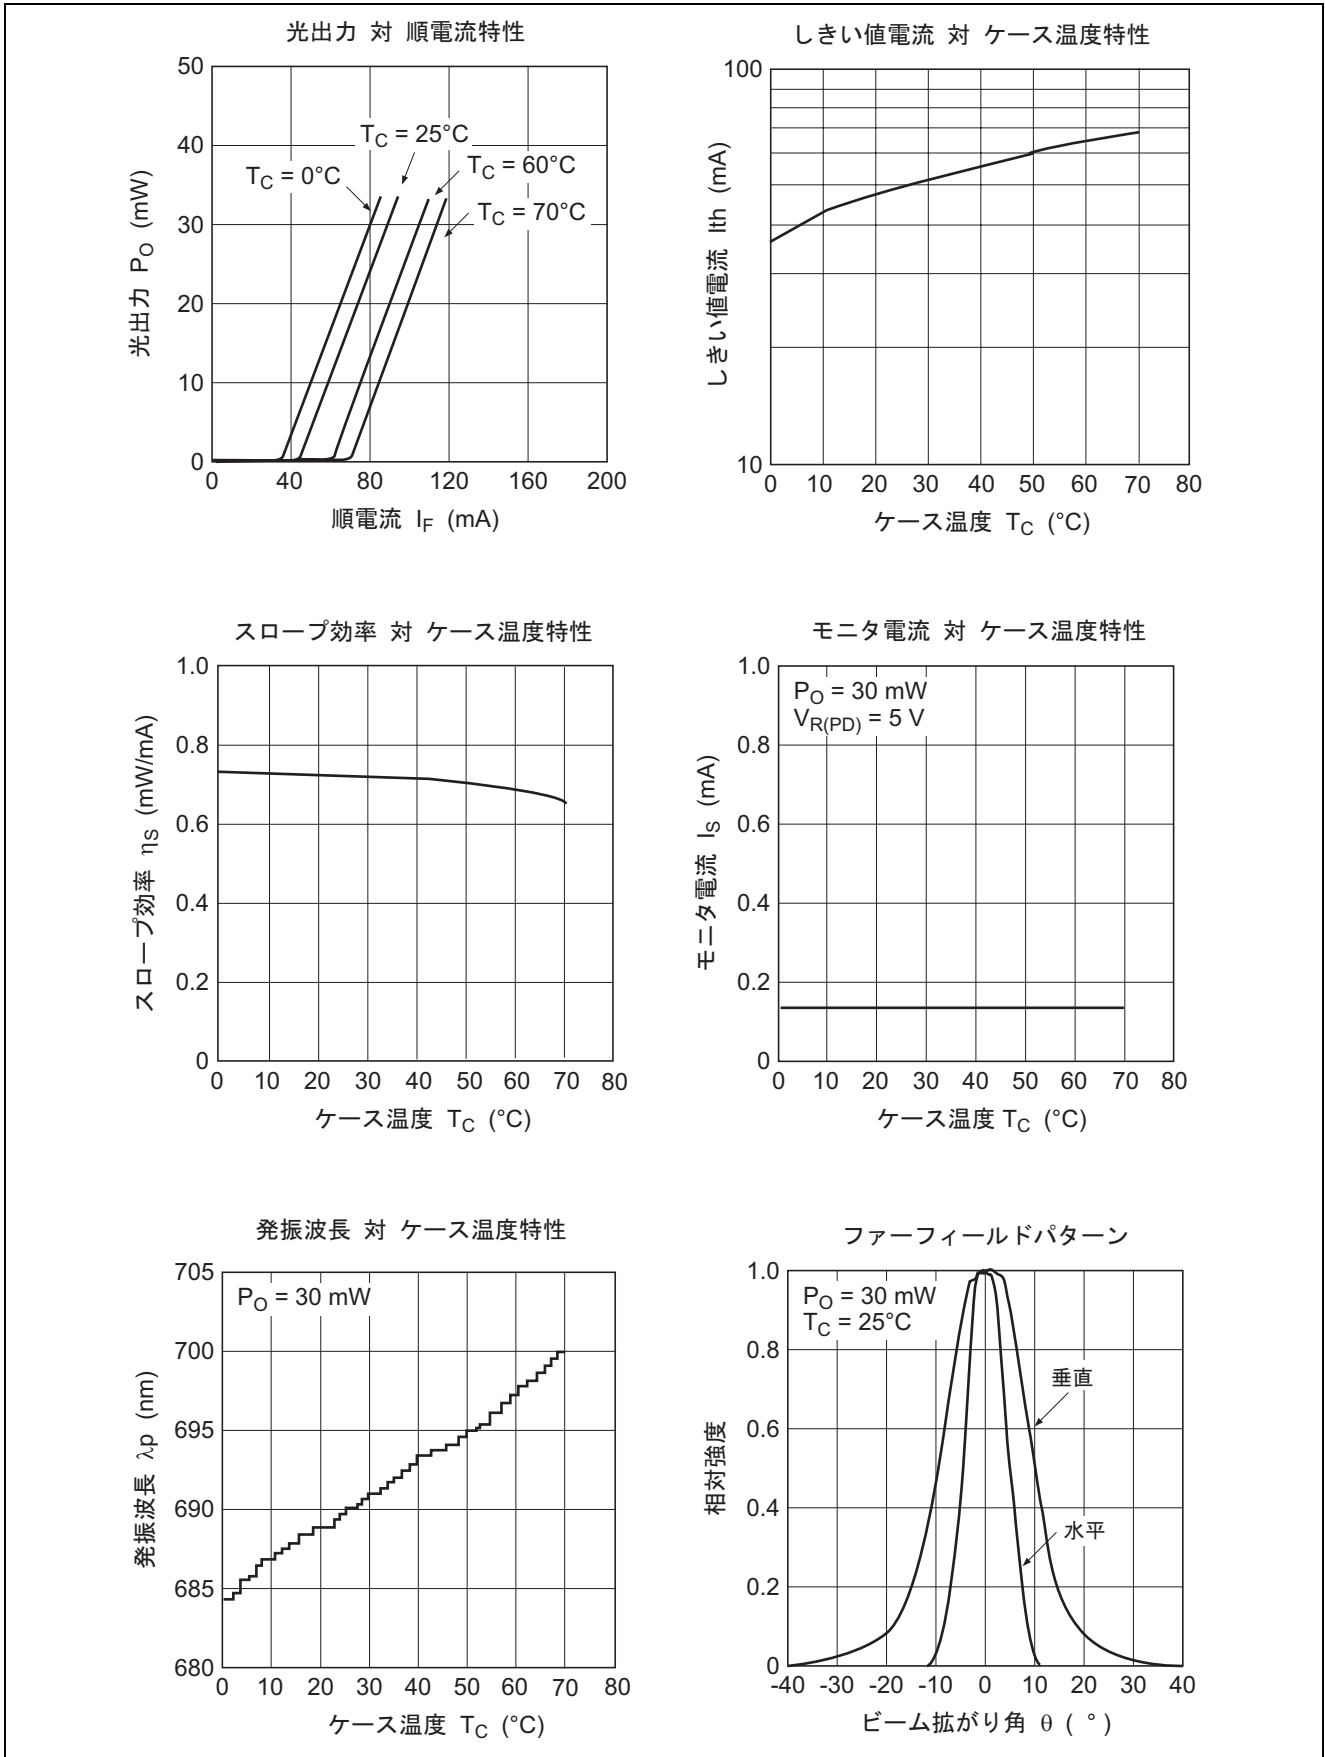 光出力 対 順電流特性
50
40
30
20
10
0
光出力 PO (mW)
TC = 25°C
TC = 0°C
TC = 60°C
TC = 70°C
0 40 80 120 160 200
順電流 IF (mA)
しきい値電流 対 ケース温度特性
100
10
しきい値電流 Ith (mA)
0 10 20 30 40 50 60 70 80
ケース温度 TC (°C)
スロープ効率 対 ケース温度特性
1.0
0.8
0.6
0.4
0.2
0
スロープ効率 ηS (mW/mA)
0 10 20 30 40 50 60 70 80
ケース温度 TC (°C)
モニタ電流 対 ケース温度特性
PO = 30 mW
VR(PD) = 5 V
1.0
0.8
0.6
0.4
0.2
0
モニタ電流 IS (mA)
0 10 20 30 40 50 60 70 80
ケース温度 TC (°C)
発振波長 対 ケース温度特性
PO = 30 mW
705
700
695
690
685
680
発振波長 λp (nm)
0 10 20 30 40 50 60 70 80
ケース温度 TC (°C)
ファーフィールドパターン
PO = 30 mW
TC = 25°C
1.0
0.8
0.6
0.4
0.2
0
相対強度
垂直
水平
-40 -30 -20 -10 0 10 20 30 40
ビーム拡がり角 θ ( ° )